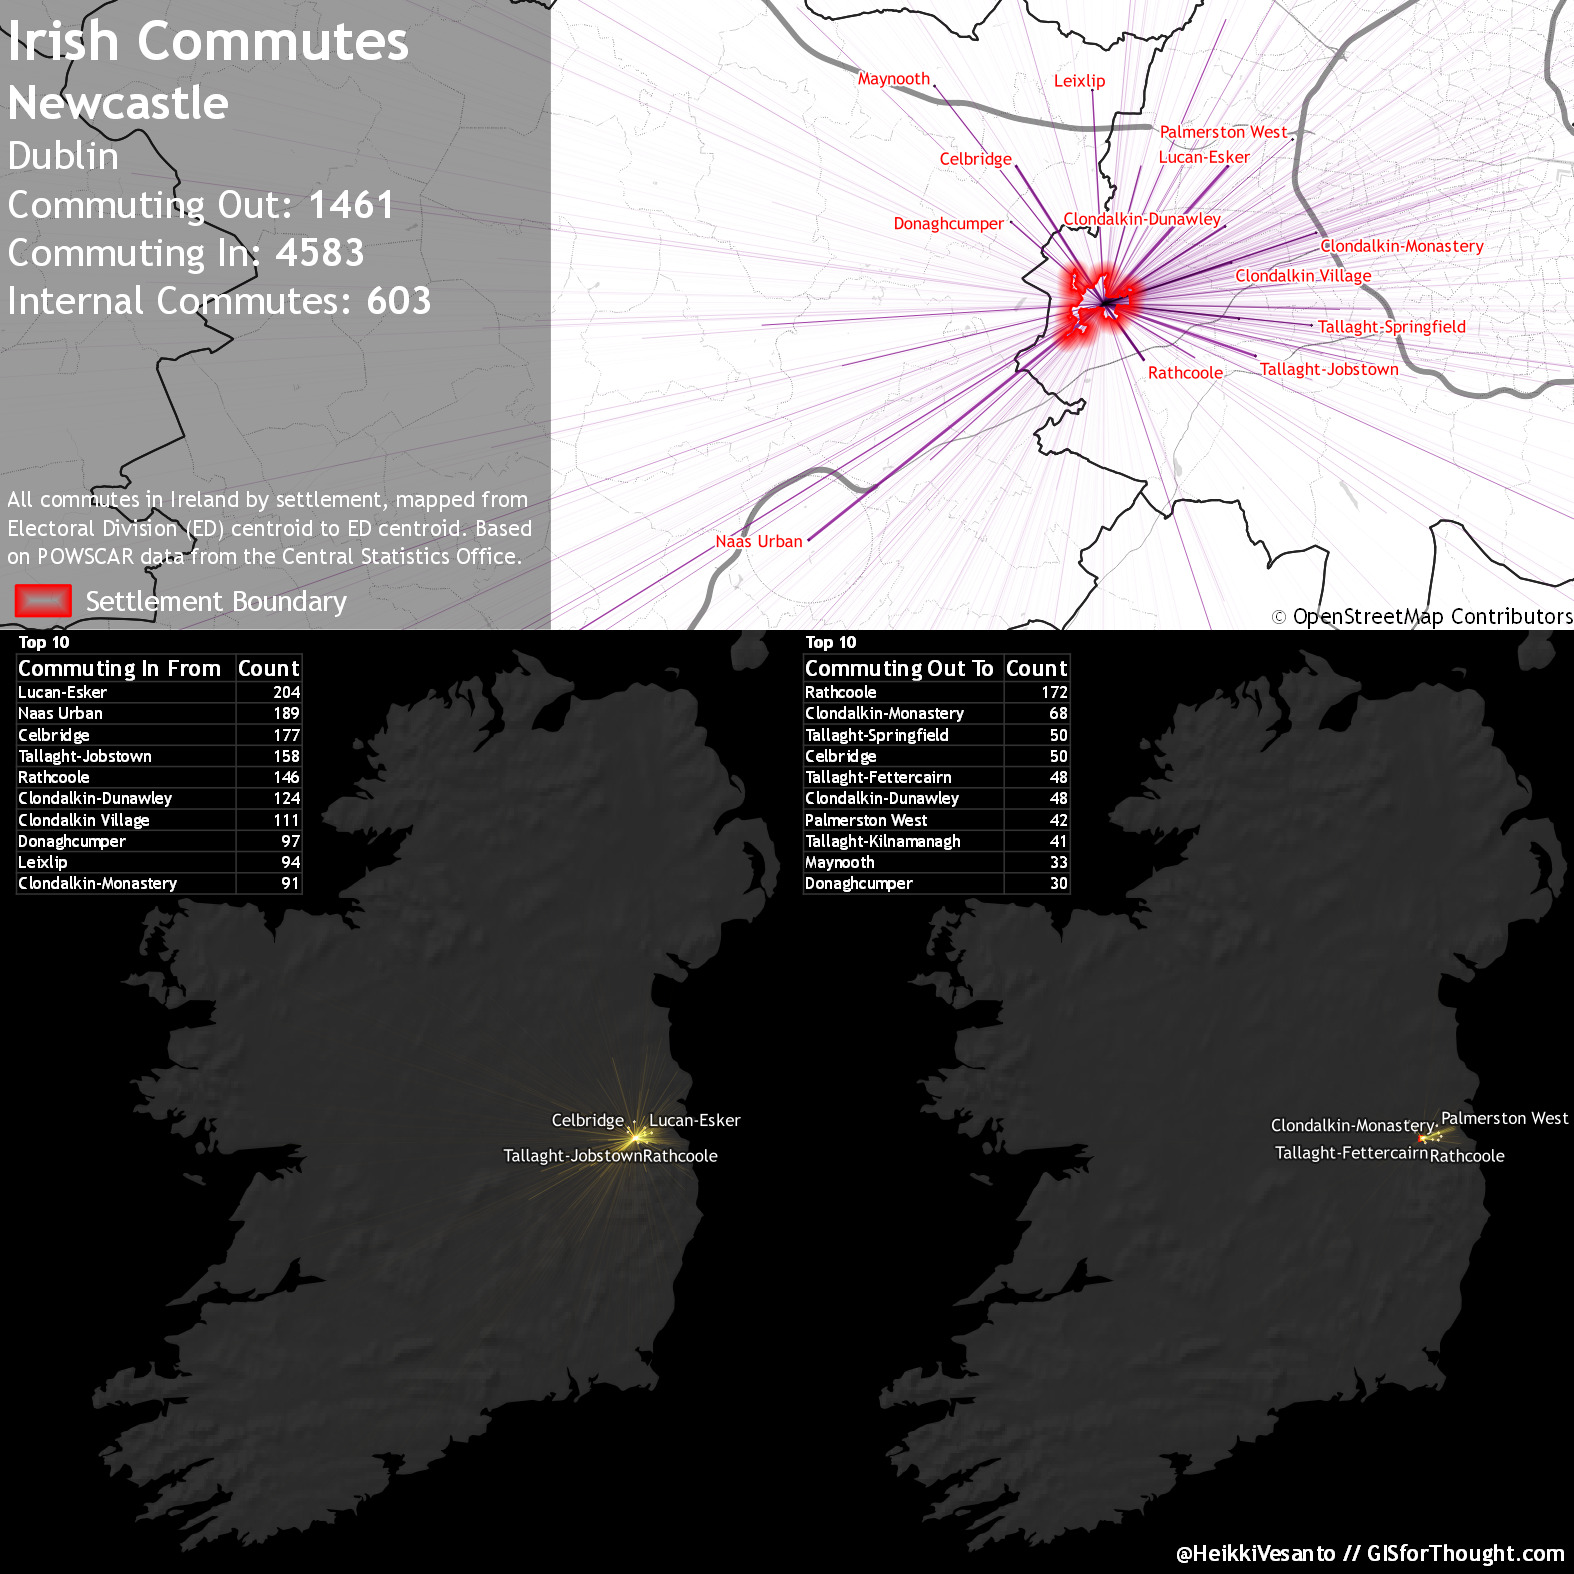 Irish Commutes
Newcastle
Dublin
Commuting Out: 1461
Commuting In: 4583
Internal Commutes: 603
All commutes in Ireland by settlement, mapped from
Electoral Division (ED) centroid to ED centroid. Based
on POWSCAR data from the Central Statistics Office.
Settlement Boundary
Maynooth
Leixlip
Palmerston West
Lucan-Esker
Celbridge
Donaghcumper
Clondalkin-Dunawley
Clondalkin-Monastery
Clondalkin Village
Tallaght-Springfield
Tallaght-Jobstown
Rathcoole
Naas Urban
© OpenStreetMap Contributors
Top 10
Commuting In From Count
Lucan-Esker 204
Naas Urban 189
Celbridge 177
Tallaght-Jobstown 158
Rathcoole 146
Clondalkin-Dunawley 124
Clondalkin Village 111
Donaghcumper 97
Leixlip 94
Clondalkin-Monastery 91
Celbridge
Lucan-Esker
Tallaght-Jobstown
Rathcoole
Top 10
Commuting Out To Count
Rathcoole 172
Clondalkin-Monastery 68
Tallaght-Springfield 50
Celbridge 50
Tallaght-Fettercairn 48
Clondalkin-Dunawley 48
Palmerston West 42
Tallaght-Kilnamanagh 41
Maynooth 33
Donaghcumper 30
Palmerston West
Clondalkin-Monastery
Tallaght-Fettercairn
Rathcoole
@HeikkiVesanto // GISforThought.com